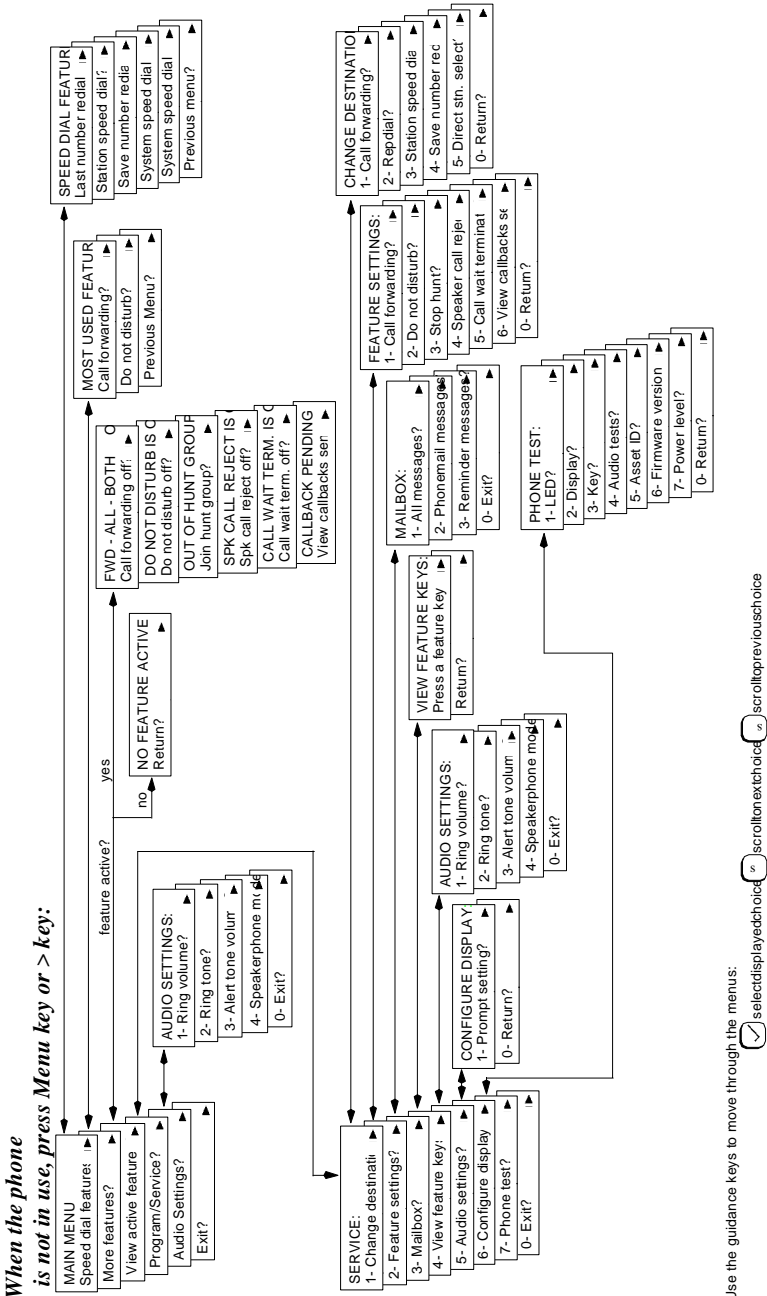 When the phone
is not in use, press Menu key or > key:
MAIN MENU
Speed dial features
More features?
View active feature
Program/Service?
Audio Settings?
Exit?
feature active?
no
yes
AUDIO SETTINGS:
1- Ring volume?
2- Ring tone?
3- Alert tone volum
4- Speakerphone mode
0- Exit?
NO FEATURE ACTIVE
Return?
FWD - ALL - BOTH O
Call forwarding off?
DO NOT DISTURB IS O
Do not disturb off?
OUT OF HUNT GROUP
Join hunt group?
SPK CALL REJECT IS O
Spk call reject off?
CALL WAIT TERM. IS O
Call wait term. off?
CALLBACK PENDING
View callbacks sen
MOST USED FEATUR
Call forwarding?
Do not disturb?
Previous Menu?
SPEED DIAL FEATUR
Last number redial
Station speed dial?
Save number redia
System speed dial
System speed dial
Previous menu?
SERVICE:
1- Change destinati
2- Feature settings?
3- Mailbox?
4- View feature keys
5- Audio settings?
6- Configure display
7- Phone test?
0- Exit?
CONFIGURE DISPLAY:
1- Prompt setting?
0- Return?
AUDIO SETTINGS:
1- Ring volume?
2- Ring tone?
3- Alert tone volum
4- Speakerphone mode
0- Exit?
VIEW FEATURE KEYS:
Press a feature key
Return?
MAILBOX:
1- All messages?
2- Phonemail messages
3- Reminder messages?
0- Exit?
FEATURE SETTINGS:
1- Call forwarding?
2- Do not disturb?
3- Stop hunt?
4- Speaker call rejec
5- Call wait terminat
6- View callbacks se
0- Return?
CHANGE DESTINATIO
1- Call forwarding?
2- Repdial?
3- Station speed dia
4- Save number red
5- Direct stn. select
0- Return?
PHONE TEST:
1- LED?
2- Display?
3- Key?
4- Audio tests?
5- Asset ID?
6- Firmware version
7- Power level?
0- Return?
Use the guidance keys to move through the menus:
selectdisplayedchoice s scrolltonextchoice s scrolltopreviouschoice